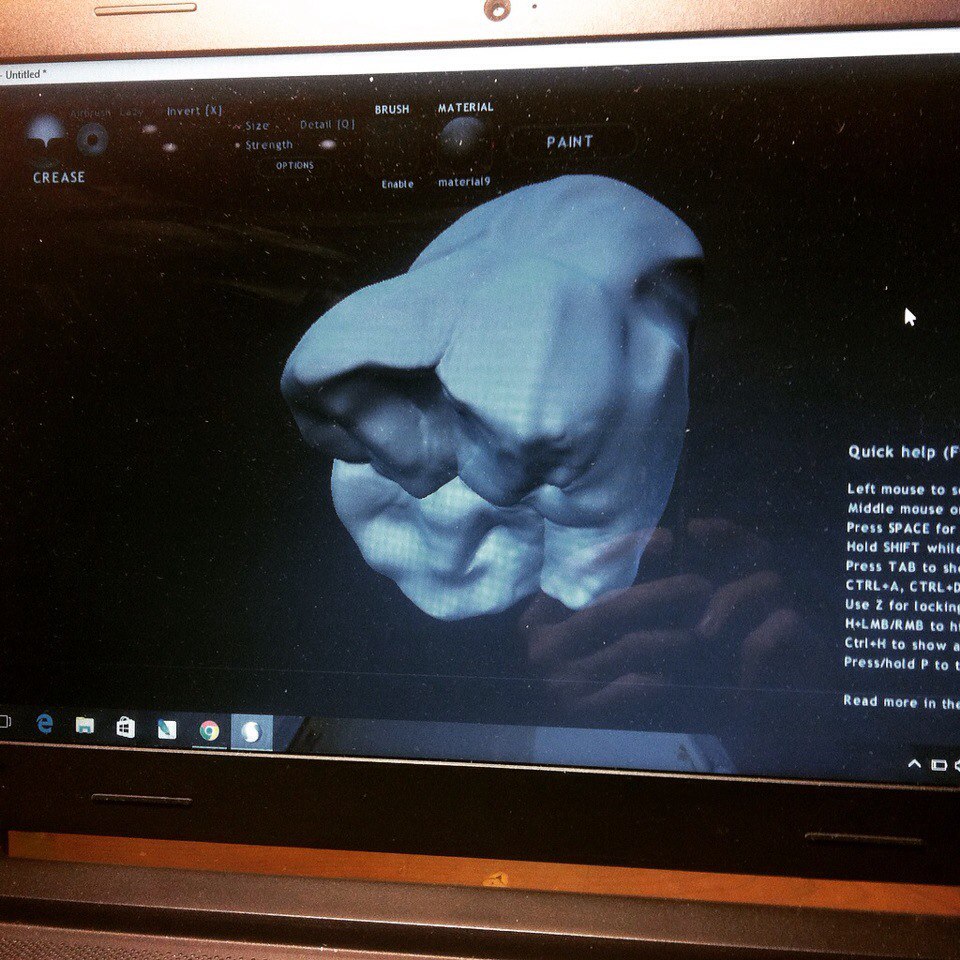 - Untitled *
Airbrush Lazy Invert [X]
Size Detail [Q]
Strength
OPTIONS
CREASE
BRUSH MATERIAL
Enable material9
PAINT
Quick help (F
Left mouse to s
Middle mouse o
Press SPACE for
Hold SHIFT while
Press TAB to sh
CTRL+A, CTRL+D
Use Z for locking
H+LMB/RMB to h
Ctrl+H to show a
Press/hold P to t
Read more in the